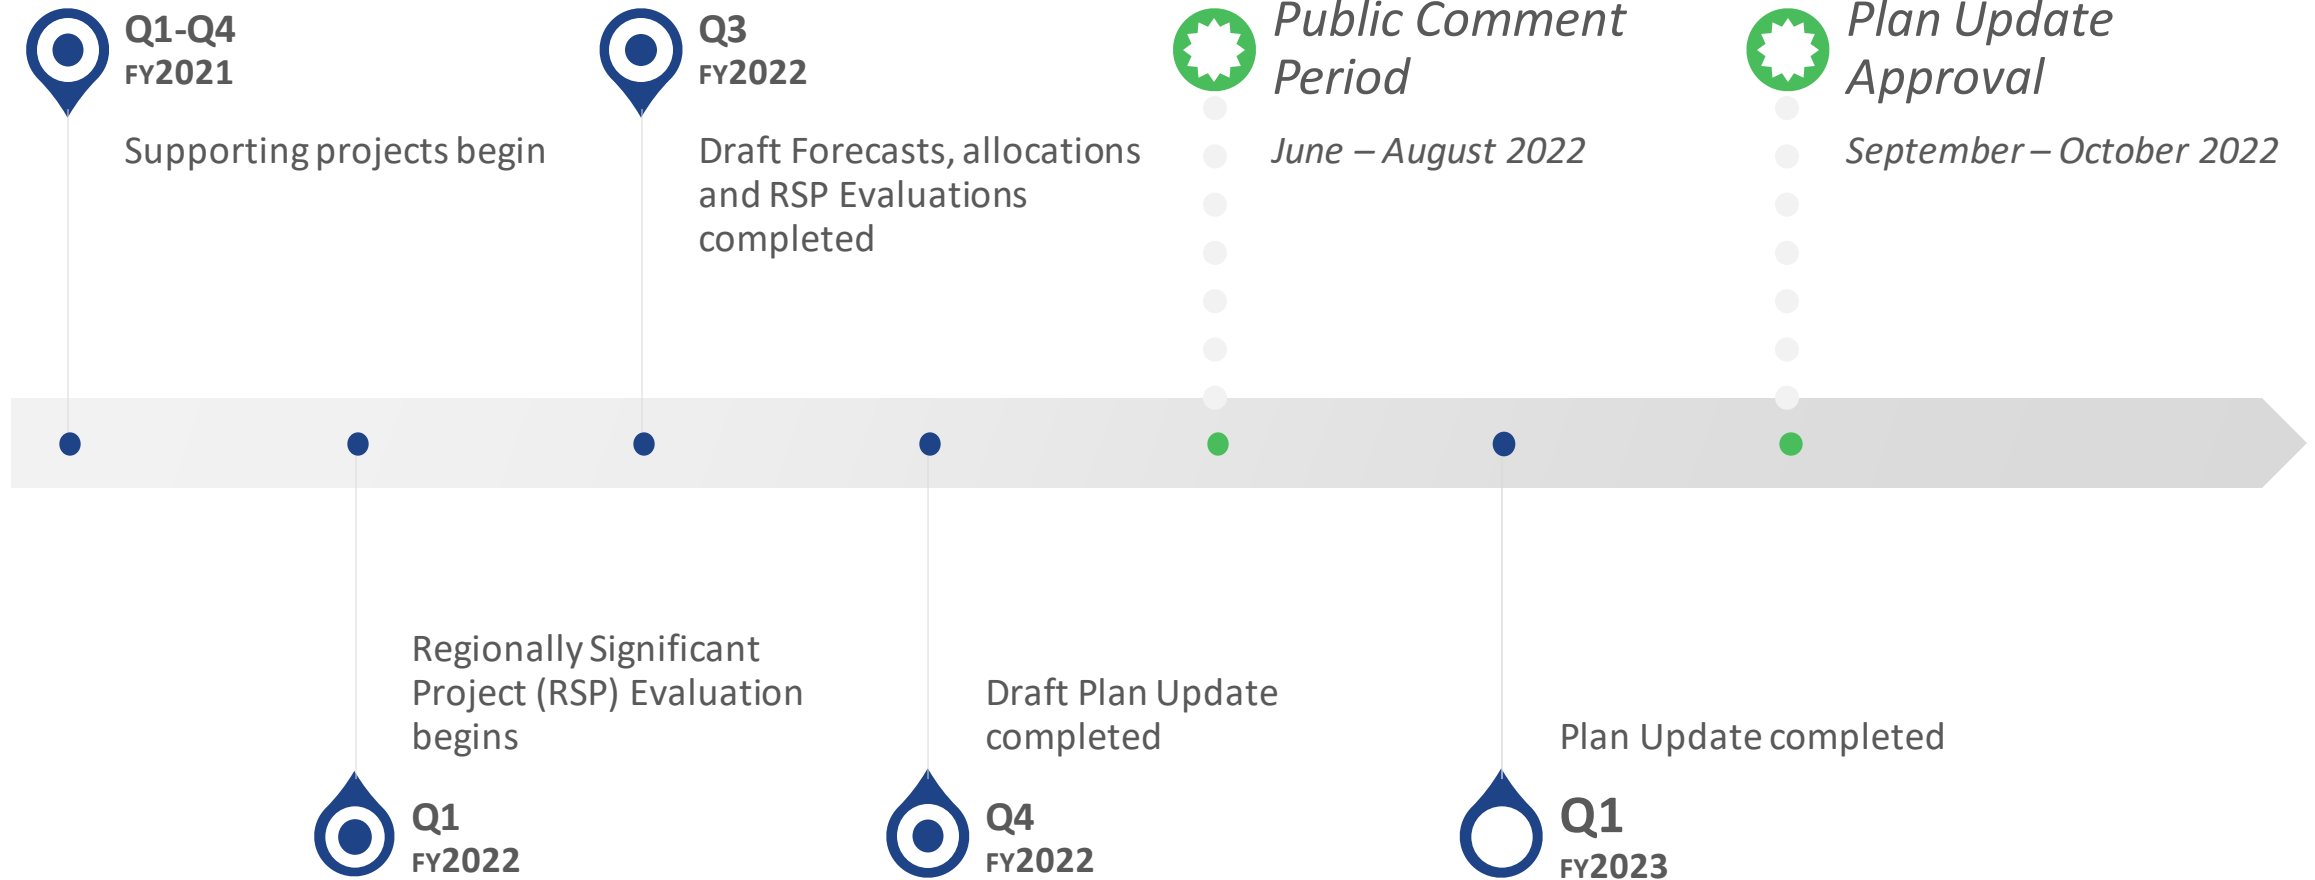 Q1-Q4
FY2021
Supporting projects begin
Q3
FY2022
Draft Forecasts, allocations
and RSP Evaluations
completed
Public Comment
Period
June – August 2022
Plan Update
Approval
September – October 2022
Regionally Significant
Project (RSP) Evaluation
begins
Q1
FY2022
Draft Plan Update
completed
Q4
FY2022
Plan Update completed
Q1
FY2023